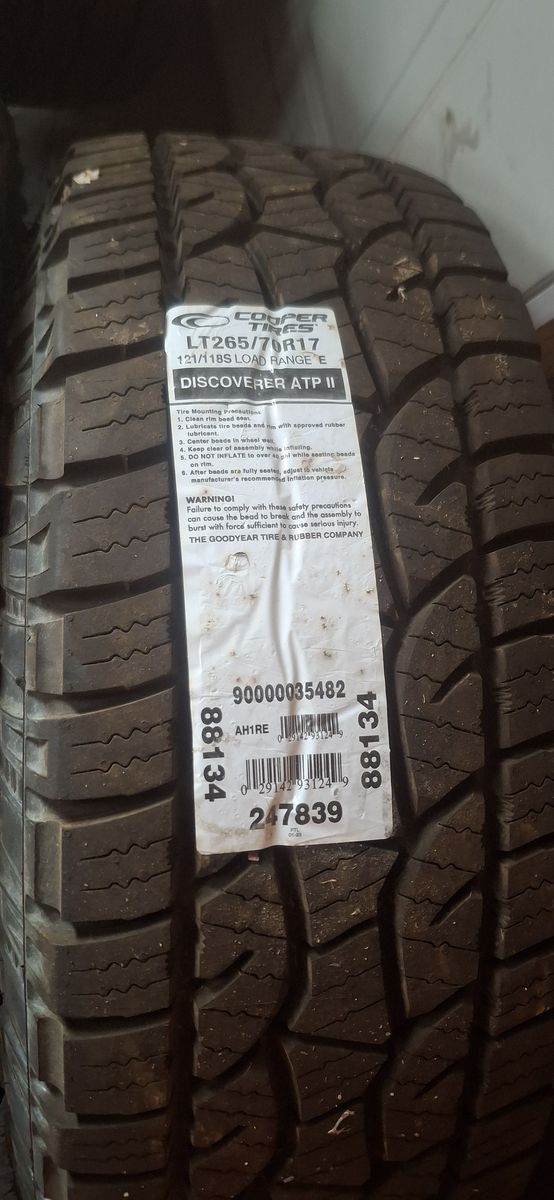 COOPER
TIRES
LT265/70R17
121/118S LOAD RANGE E
DISCOVERER ATP II
Tire Mounting Precautions
1. Clean rim bead seat.
2. Lubricate tire beads and rim with approved rubber
lubricant.
3. Center beads in wheel well.
4. Keep clear of assembly while inflating.
5. DO NOT INFLATE to over 40 psi while seating beads
on rim.
6. After beads are fully seated, adjust to vehicle
manufacturer's recommended inflation pressure.
WARNING!
Failure to comply with these safety precautions
can cause the bead to break and the assembly to
burst with force sufficient to cause serious injury.
THE GOODYEAR TIRE & RUBBER COMPANY
90000035482
88134
AH1RE
0 29142 93124 9
88134
0 29142 93124 9
247839